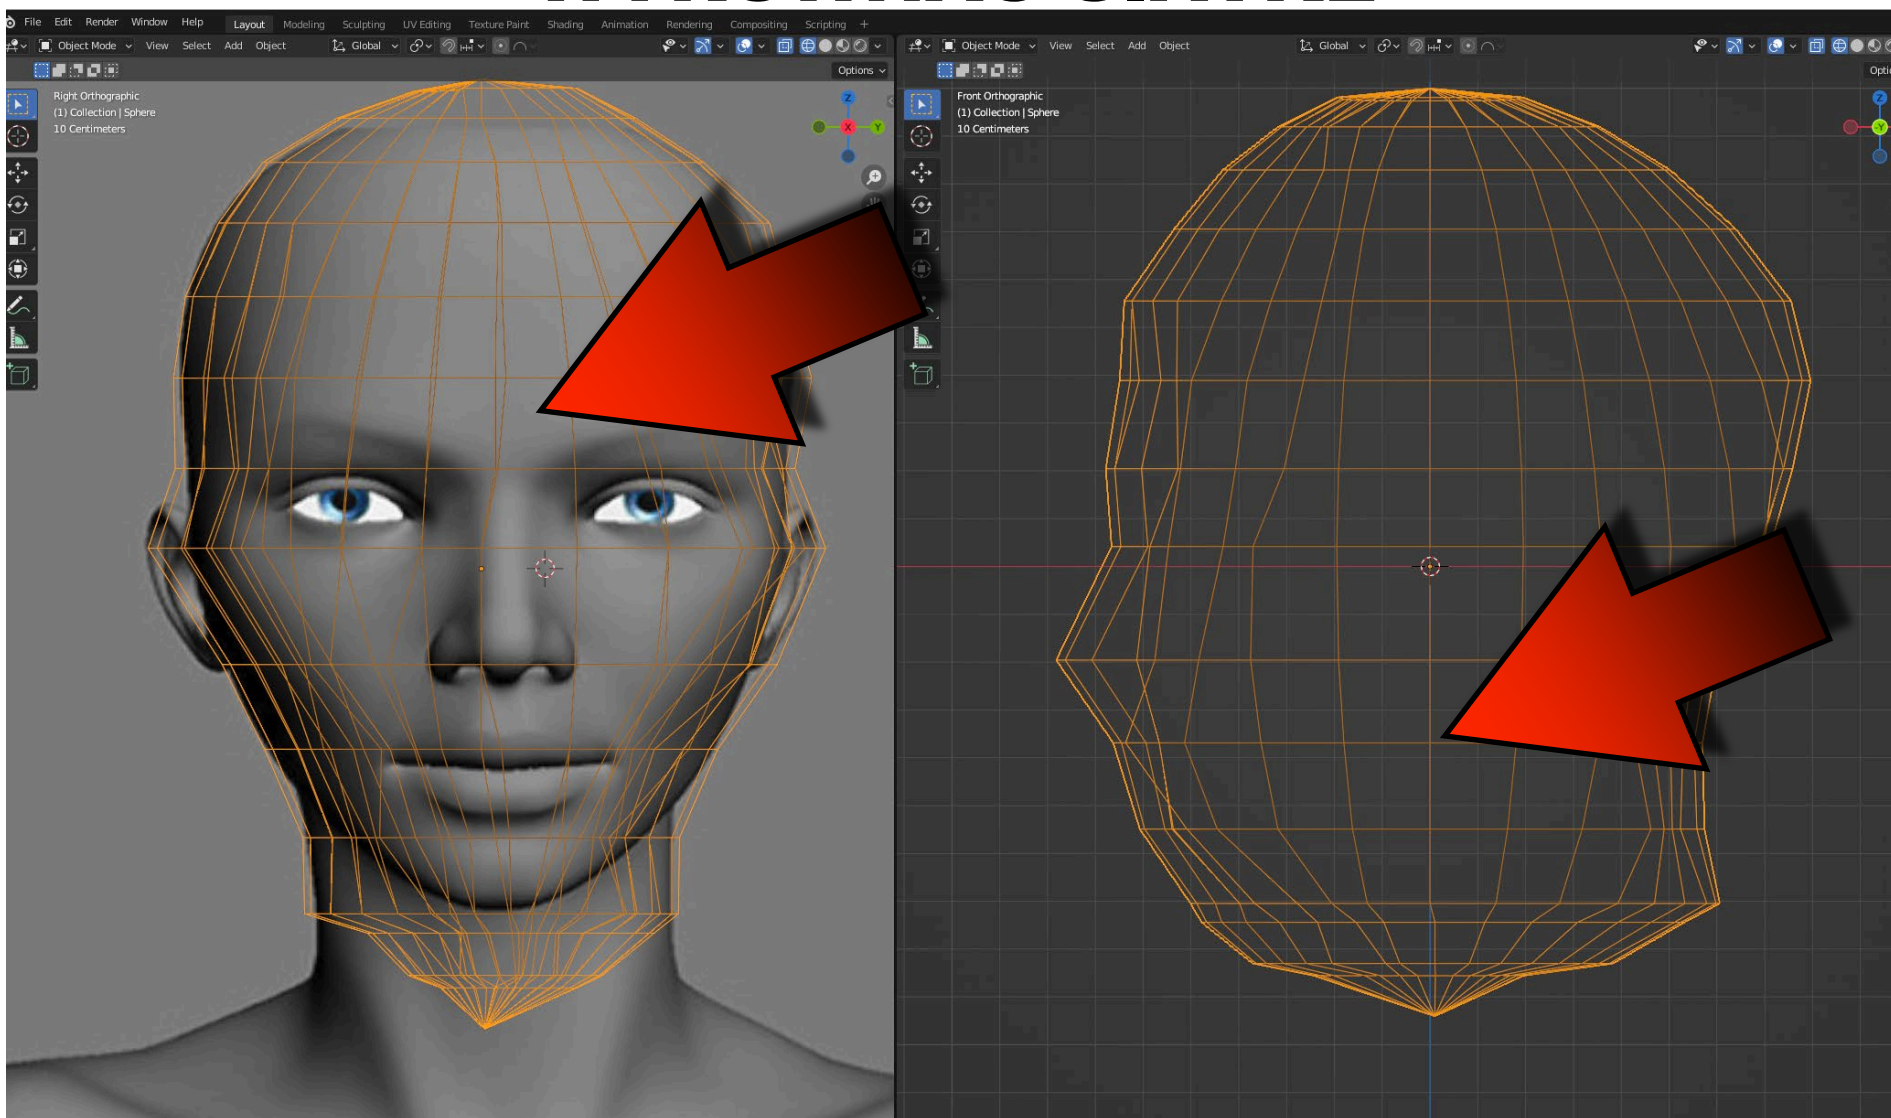 File Edit Render Window Help Layout Modeling Sculpting UV Editing Texture Paint Shading Animation Rendering Compositing Scripting +
Object Mode View Select Add Object Global
Options
Right Orthographic
(1) Collection | Sphere
10 Centimeters
Z
X
Y
Object Mode View Select Add Object Global
Optio
Front Orthographic
(1) Collection | Sphere
10 Centimeters
Z
-Y